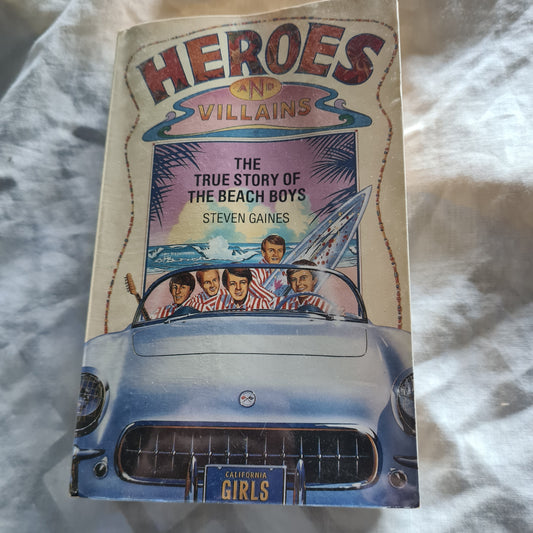 HEROES
AND
VILLAINS
THE
TRUE STORY OF
THE BEACH BOYS
STEVEN GAINES
CALIFORNIA
GIRLS